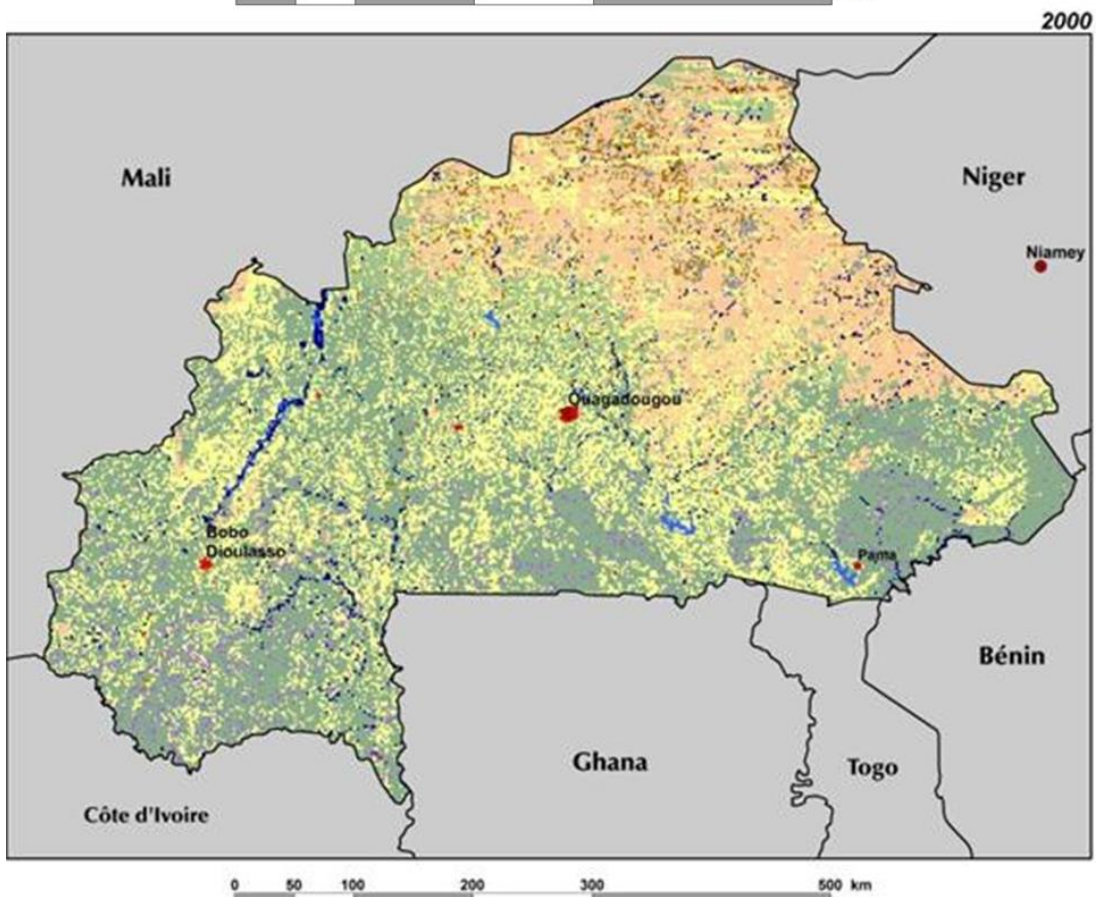 2000
Mali
Niger
Niamey
Ouagadougou
Bobo
Dioulasso
Pama
Bénin
Ghana
Togo
Côte d'Ivoire
0 50 100 200 300 500 km